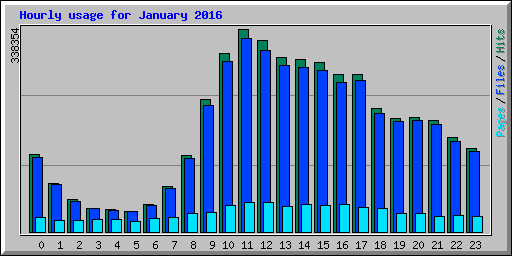 Hourly usage for January 2016
338354
Pages/Files/Hits
0 1 2 3 4 5 6 7 8 9 10 11 12 13 14 15 16 17 18 19 20 21 22 23